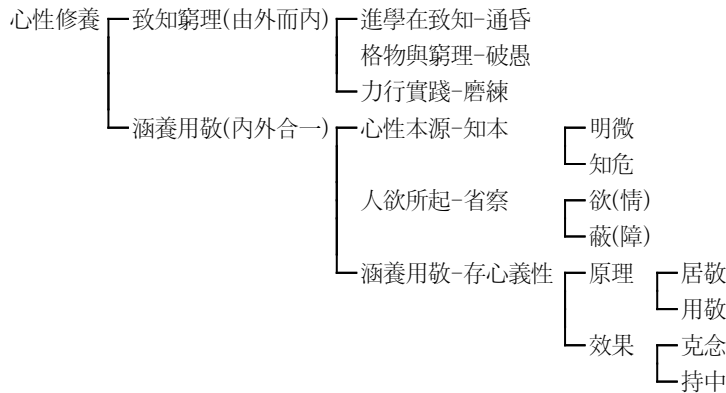 心性修養 致知窮理(由外而內) 進學在致知-通昏
格物與窮理-破愚
力行實踐-磨練
涵養用敬(內外合一) 心性本源-知本 明微
知危
人欲所起-省察 欲(情)
蔽(障)
涵養用敬-存心義性 原理 居敬
用敬
效果 克念
持中